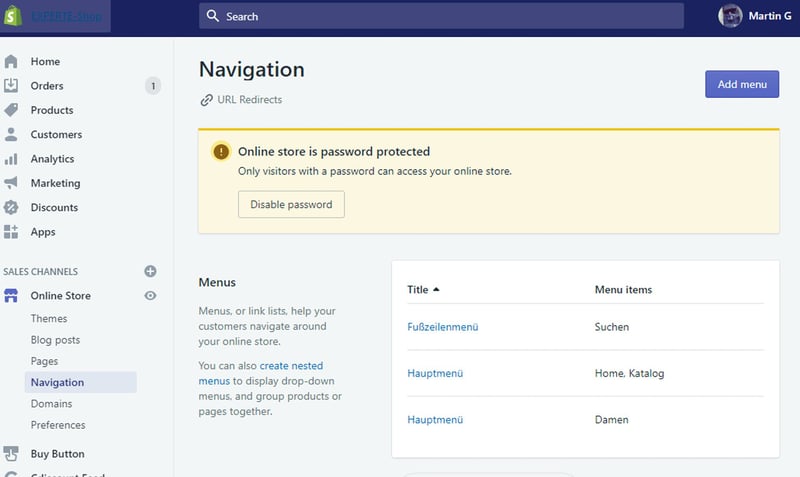 EXPERTE-Shop
Search
Martin G
Home
Orders
1
Products
Customers
Analytics
Marketing
Discounts
Apps
SALES CHANNELS
Online Store
Themes
Blog posts
Pages
Navigation
Domains
Preferences
Buy Button
Navigation
URL Redirects
Add menu
Online store is password protected
Only visitors with a password can access your online store.
Disable password
Menus
Menus, or link lists, help your
customers navigate around
your online store.
You can also create nested
menus to display drop-down
menus, and group products or
pages together.
Title
Menu items
Fußzeilenmenü
Suchen
Hauptmenü
Home, Katalog
Hauptmenü
Damen